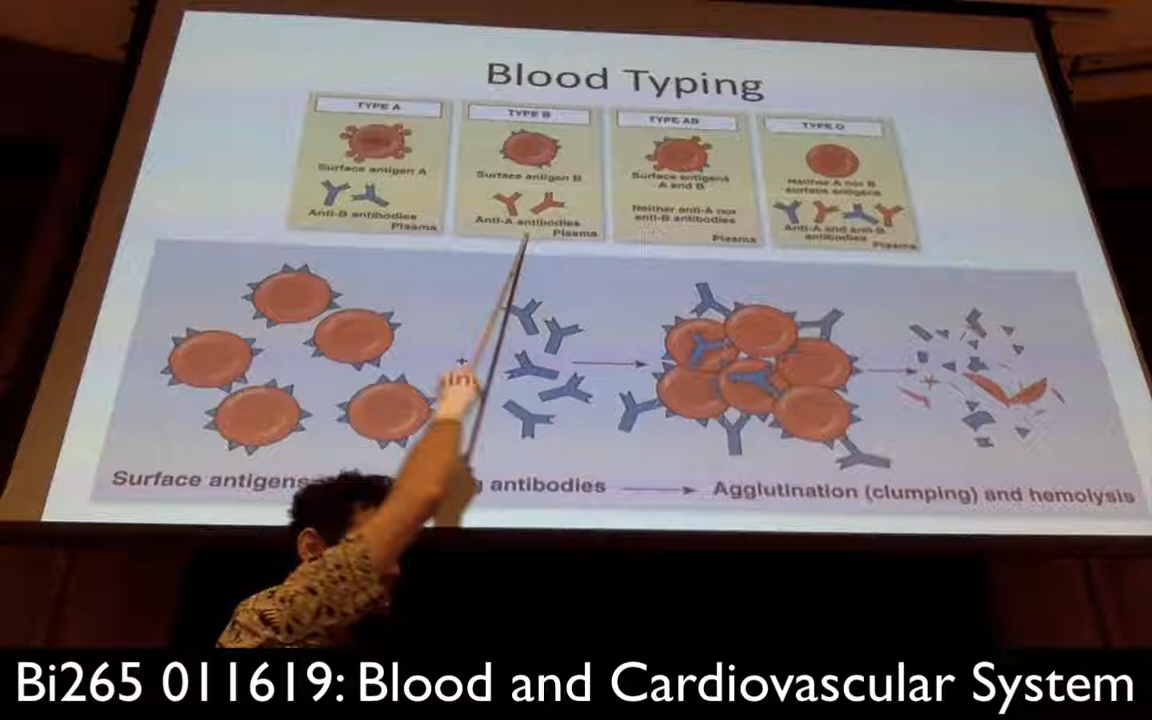 Blood Typing
TYPE A
Surface antigen A
Anti-B antibodies
Plasma
TYPE B
Surface antigen B
Anti-A antibodies
Plasma
TYPE AB
Surface antigens
A and B
Neither anti-A nor
anti-B antibodies
Plasma
TYPE O
Neither A nor B
surface antigens
Anti-A and anti-B
antibodies
Plasma
+
Surface antigens antibodies Agglutination (clumping) and hemolysis
Bi265 011619: Blood and Cardiovascular System